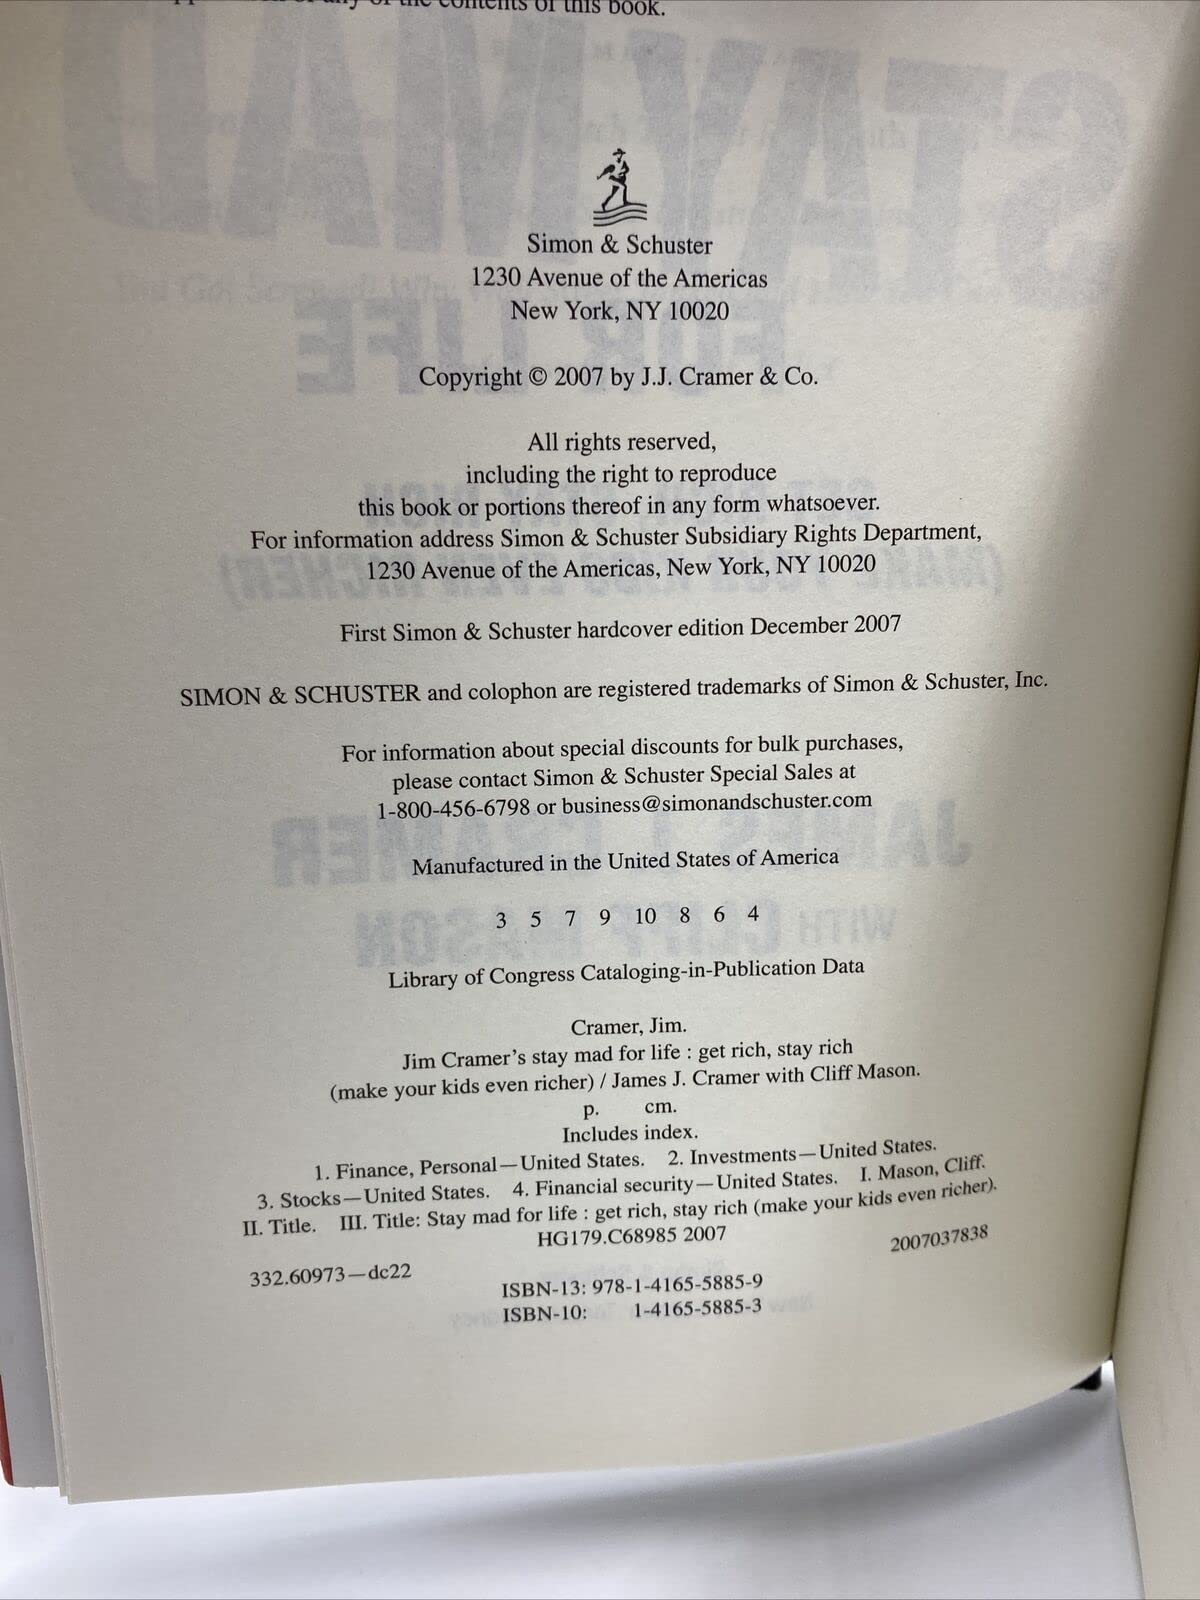 of the contents of this book.
Simon & Schuster
1230 Avenue of the Americas
New York, NY 10020
Copyright © 2007 by J.J. Cramer & Co.
All rights reserved,
including the right to reproduce
this book or portions thereof in any form whatsoever.
For information address Simon & Schuster Subsidiary Rights Department,
1230 Avenue of the Americas, New York, NY 10020
First Simon & Schuster hardcover edition December 2007
SIMON & SCHUSTER and colophon are registered trademarks of Simon & Schuster, Inc.
For information about special discounts for bulk purchases,
please contact Simon & Schuster Special Sales at
1-800-456-6798 or business@simonandschuster.com
Manufactured in the United States of America
3 5 7 9 10 8 6 4
Library of Congress Cataloging-in-Publication Data
Cramer, Jim.
Jim Cramer's stay mad for life : get rich, stay rich
(make your kids even richer) / James J. Cramer with Cliff Mason.
p. cm.
Includes index.
1. Finance, Personal—United States. 2. Investments—United States.
3. Stocks—United States. 4. Financial security—United States. I. Mason, Cliff.
II. Title. III. Title: Stay mad for life : get rich, stay rich (make your kids even richer).
HG179.C68985 2007
332.60973—dc22 2007037838
ISBN-13: 978-1-4165-5885-9
ISBN-10: 1-4165-5885-3